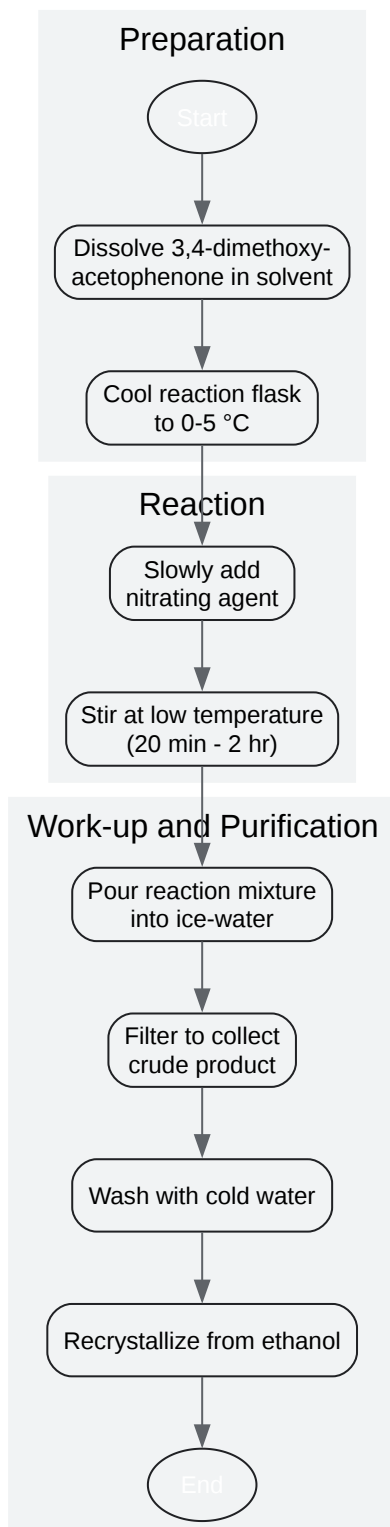 Preparation
Start
Dissolve 3,4-dimethoxy-
acetophenone in solvent
Cool reaction flask
to 0-5 °C
Reaction
Slowly add
nitrating agent
Stir at low temperature
(20 min - 2 hr)
Work-up and Purification
Pour reaction mixture
into ice-water
Filter to collect
crude product
Wash with cold water
Recrystallize from ethanol
End